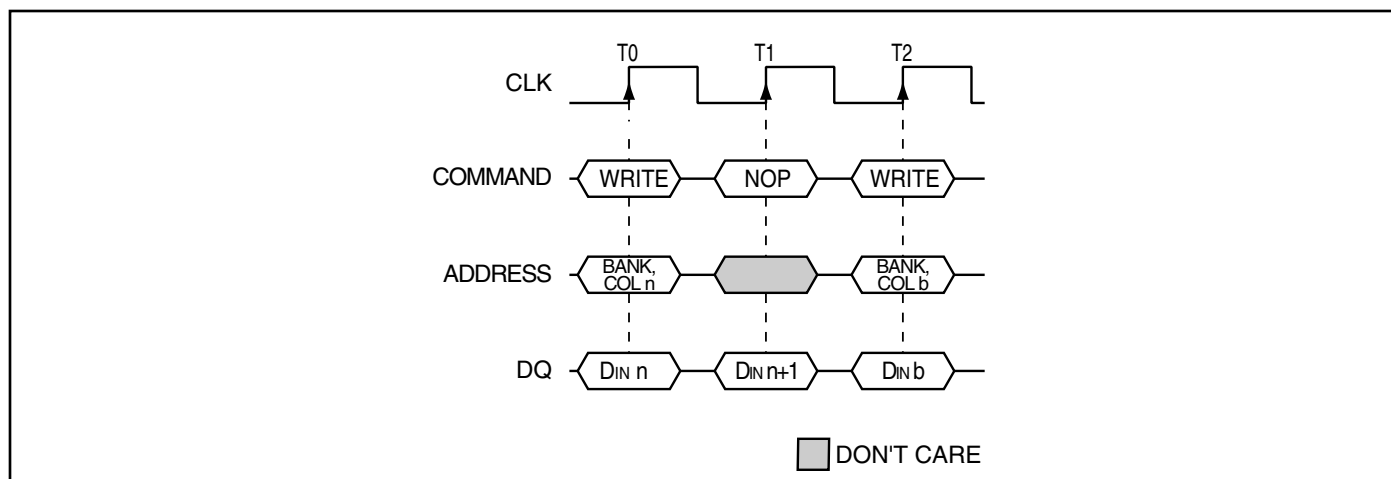 T0 T1 T2
CLK
COMMAND WRITE NOP WRITE
ADDRESS BANK, COL n BANK, COL b
DQ DIN n DIN n+1 DIN b
DON'T CARE